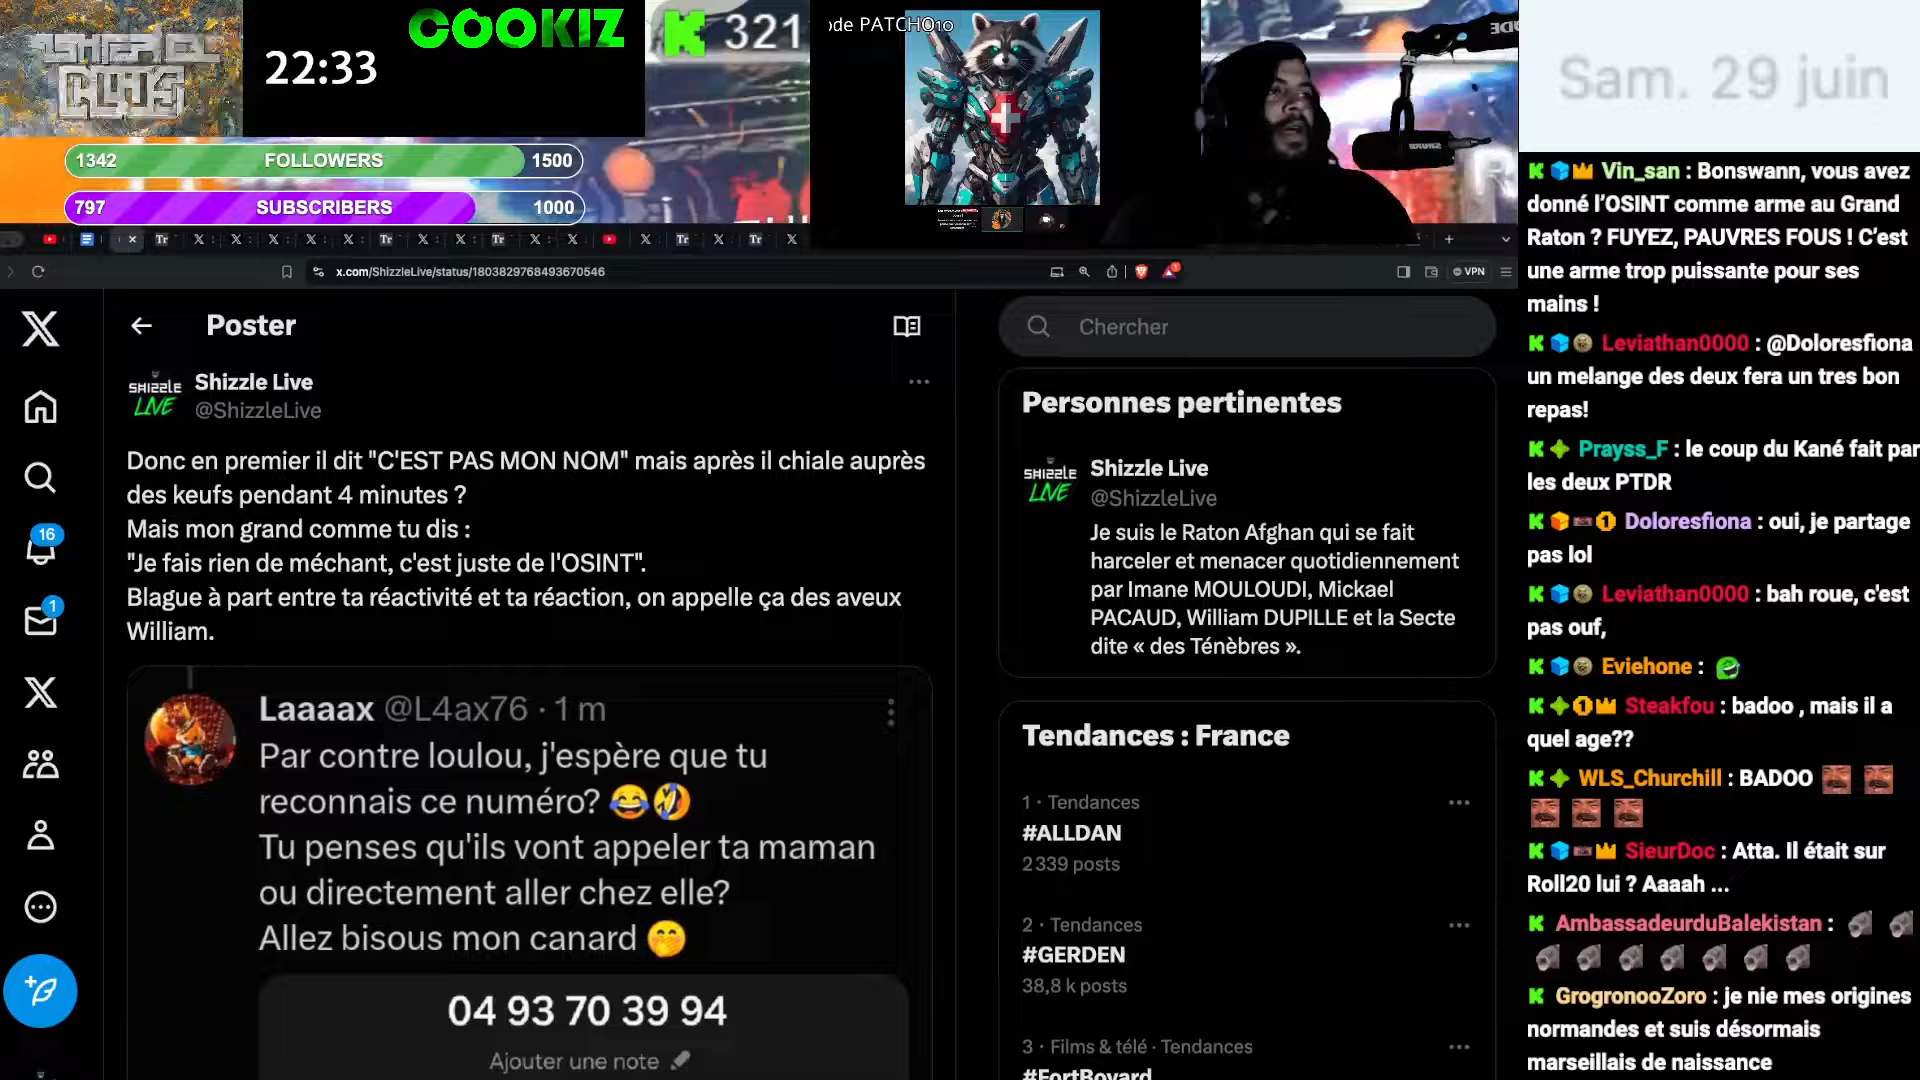 COOKIZ
22:33
321
ode PATCHO10
Sam. 29 juin
1342 FOLLOWERS 1500
797 SUBSCRIBERS 1000
x.com/ShizzleLive/status/1803829768493670546
VPN
Poster
Shizzle Live
@ShizzleLive
Donc en premier il dit "C'EST PAS MON NOM" mais après il chiale auprès
des keufs pendant 4 minutes ?
Mais mon grand comme tu dis :
"Je fais rien de méchant, c'est juste de l'OSINT".
Blague à part entre ta réactivité et ta réaction, on appelle ça des aveux
William.
Laaaax @L4ax76 · 1 m
Par contre loulou, j'espère que tu
reconnais ce numéro? 😂🤣
Tu penses qu'ils vont appeler ta maman
ou directement aller chez elle?
Allez bisous mon canard 🤭
04 93 70 39 94
Ajouter une note
16
1
SHIZZLE
LIVE
Chercher
Personnes pertinentes
SHIZZLE
LIVE
Shizzle Live
@ShizzleLive
Je suis le Raton Afghan qui se fait
harceler et menacer quotidiennement
par Imane MOULOUDI, Mickael
PACAUD, William DUPILLE et la Secte
dite « des Ténèbres ».
Tendances : France
1 · Tendances
#ALLDAN
2 339 posts
2 · Tendances
#GERDEN
38,8 k posts
3 · Films & télé · Tendances
#FortBoyard
Vin_san : Bonswann, vous avez
donné l’OSINT comme arme au Grand
Raton ? FUYEZ, PAUVRES FOUS ! C’est
une arme trop puissante pour ses
mains !
Leviathan0000 : @Doloresfiona
un melange des deux fera un tres bon
repas!
Prayss_F : le coup du Kané fait par
les deux PTDR
Doloresfiona : oui, je partage
pas lol
Leviathan0000 : bah roue, c'est
pas ouf,
Eviehone :
Steakfou : badoo , mais il a
quel age??
WLS_Churchill : BADOO
SieurDoc : Atta. Il était sur
Roll20 lui ? Aaaah ...
AmbassadeurduBalekistan :
GrogronooZoro : je nie mes origines
normandes et suis désormais
marseillais de naissance